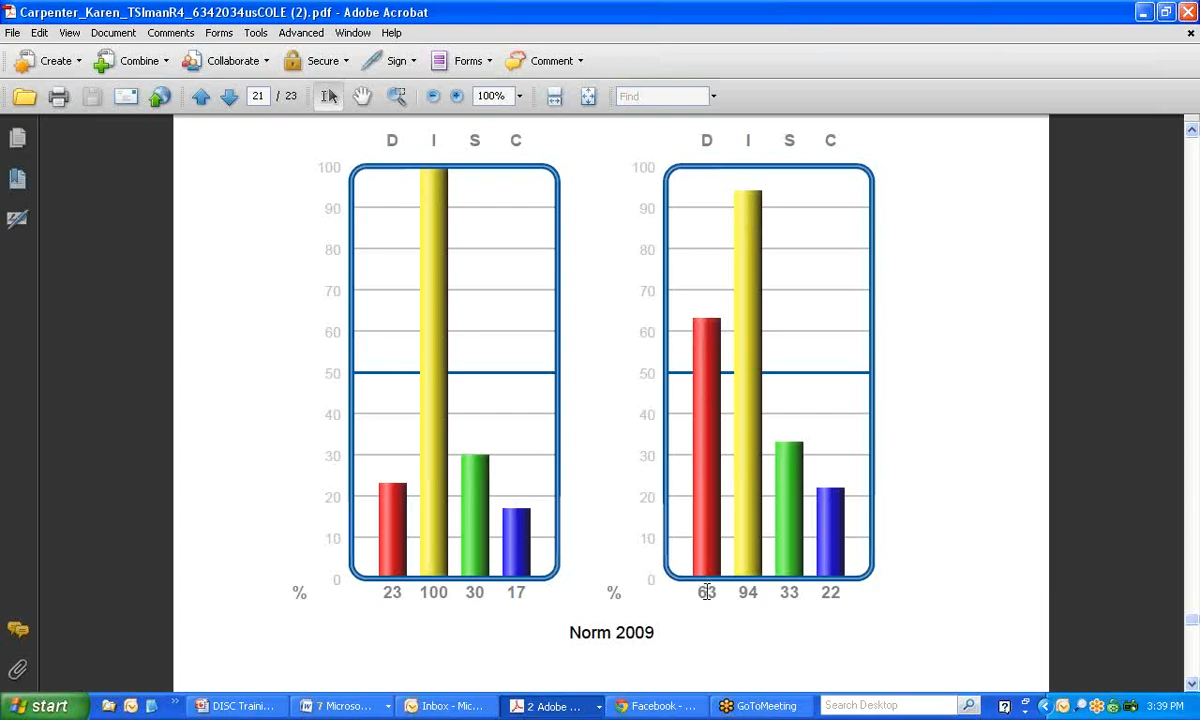 Carpenter_Karen_TSImanR4_6342034usCOLE (2).pdf - Adobe Acrobat
File Edit View Document Comments Forms Tools Advanced Window Help
Create Combine Collaborate Secure Sign Forms Comment
21 / 23 100% Find
D I S C D I S C
100 100
90 90
80 80
70 70
60 60
50 50
40 40
30 30
20 20
10 10
0 0
% 23 100 30 17 % 63 94 33 22
Norm 2009
start DISC Traini... 7 Microso... Inbox - Mic... 2 Adobe ... Facebook - ... GoToMeeting Search Desktop 3:39 PM